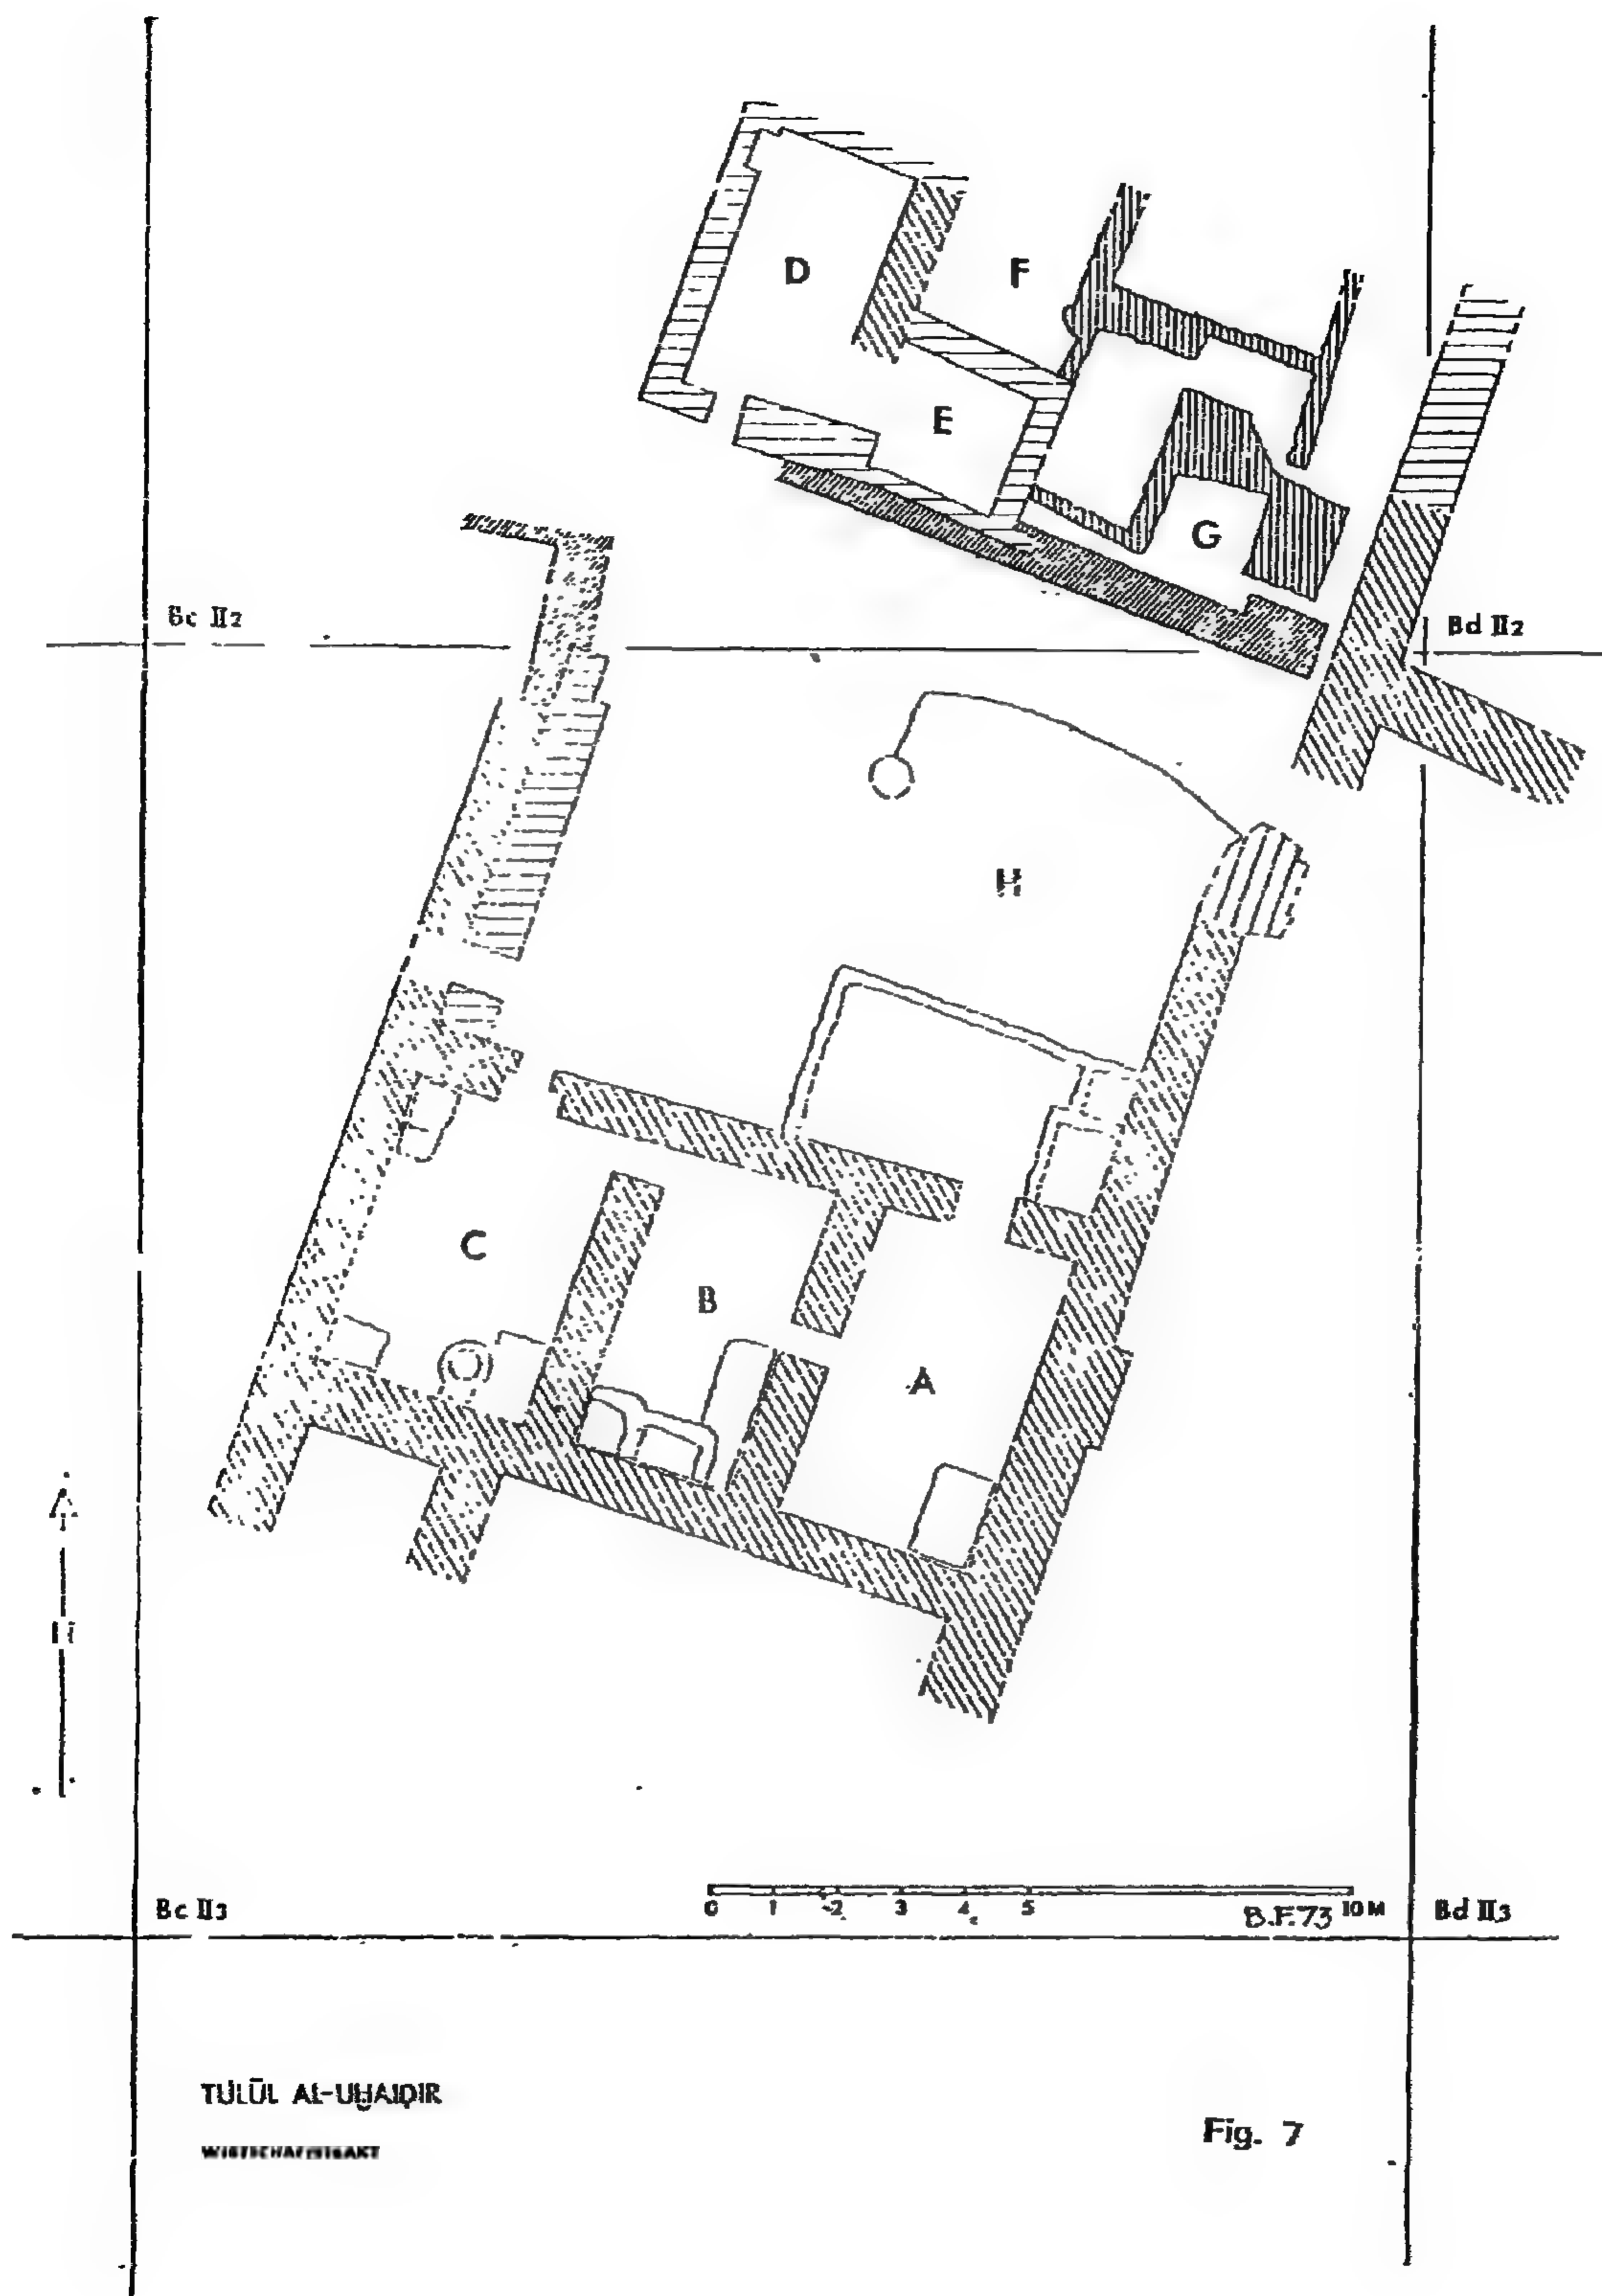 D
F
E
G
Bc II2
Bd II2
H
C
B
A
N
Bc II3
0 1 2 3 4 5 10 M
B.F.73
Bd II3
TULŪL AL-UḪAIḌIR
Fig. 7